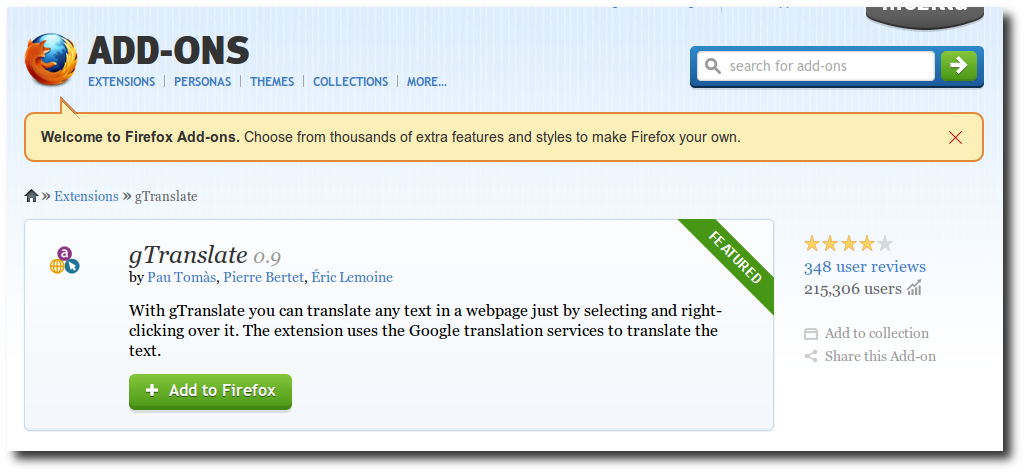 mozilla
ADD-ONS
EXTENSIONS | PERSONAS | THEMES | COLLECTIONS | MORE...
search for add-ons
Welcome to Firefox Add-ons. Choose from thousands of extra features and styles to make Firefox your own.
» Extensions » gTranslate
FEATURED
gTranslate 0.9
by Pau Tomàs, Pierre Bertet, Éric Lemoine
With gTranslate you can translate any text in a webpage just by selecting and right-
clicking over it. The extension uses the Google translation services to translate the
text.
+ Add to Firefox
348 user reviews
215,306 users
Add to collection
Share this Add-on